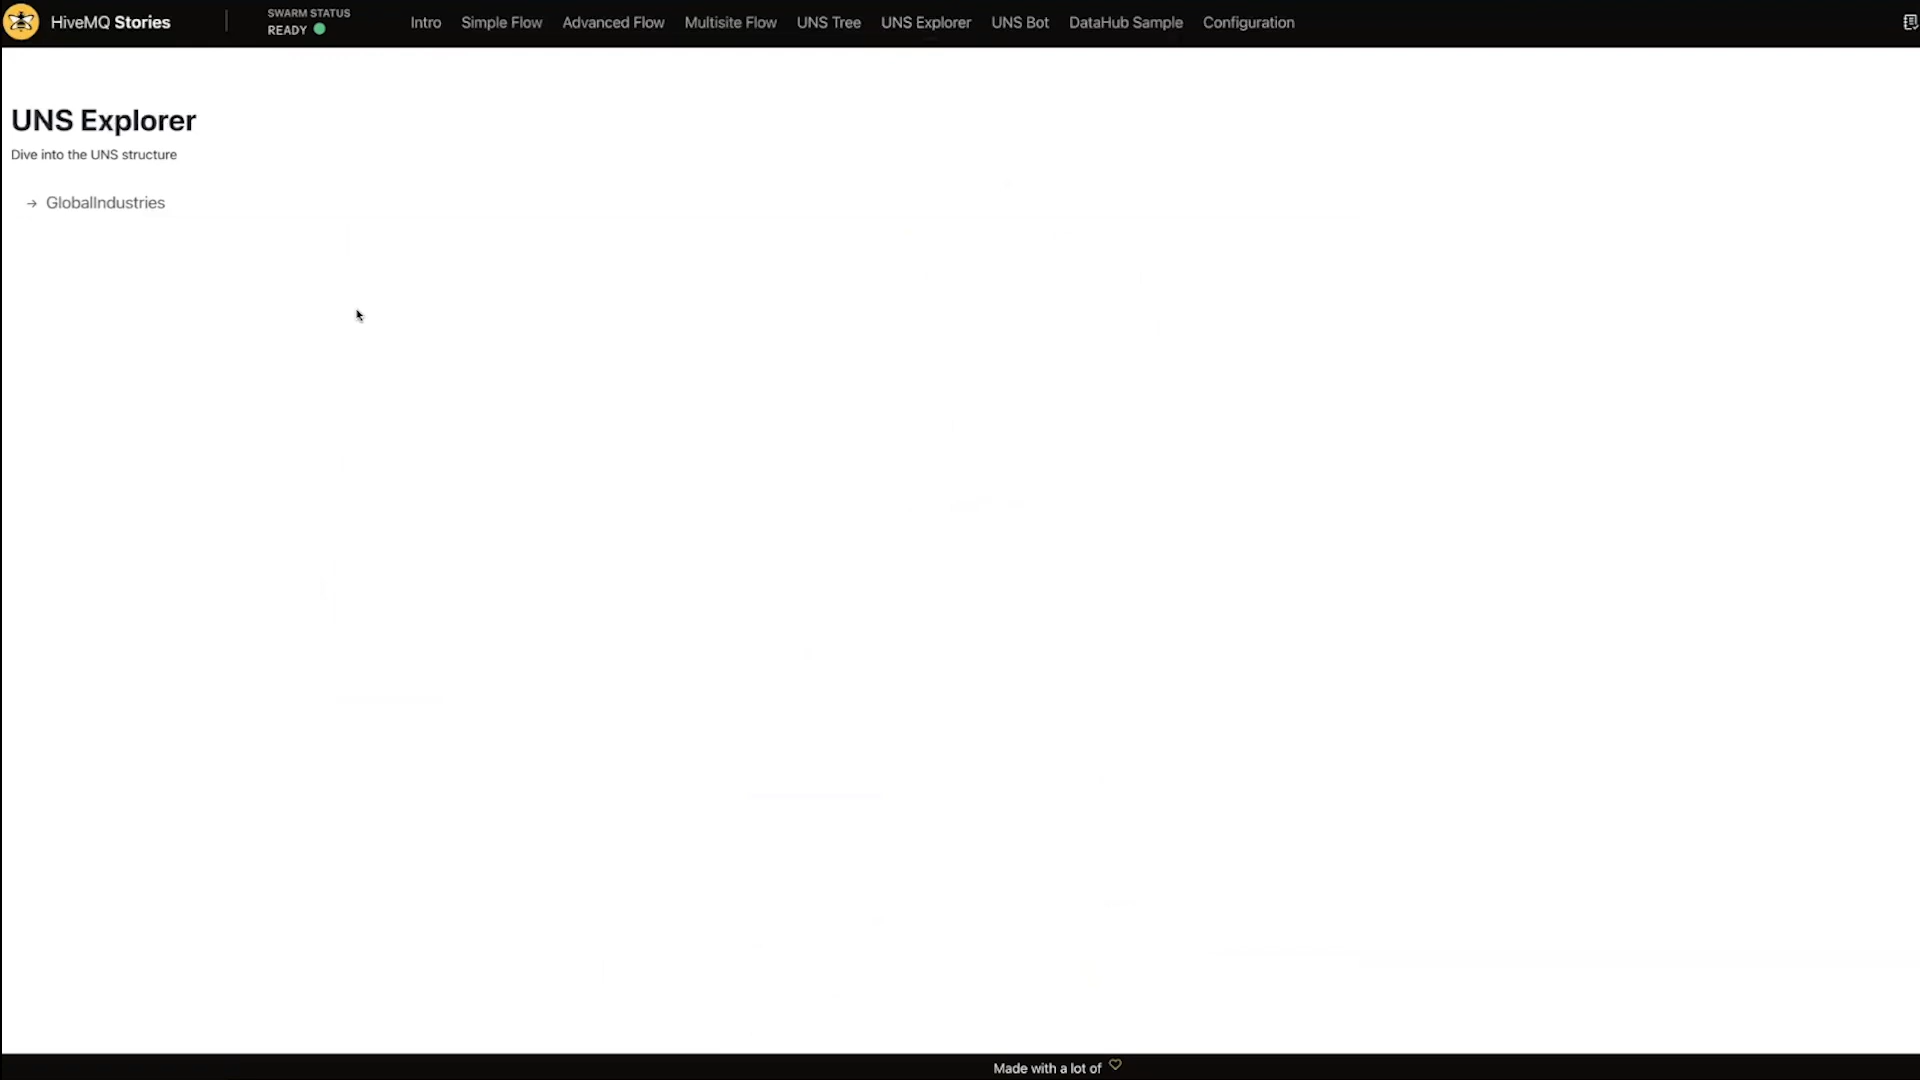 HiveMQ Stories
SWARM STATUS
READY
Intro Simple Flow Advanced Flow Multisite Flow UNS Tree UNS Explorer UNS Bot DataHub Sample Configuration
UNS Explorer
Dive into the UNS structure
→ GlobalIndustries
Made with a lot of ♡